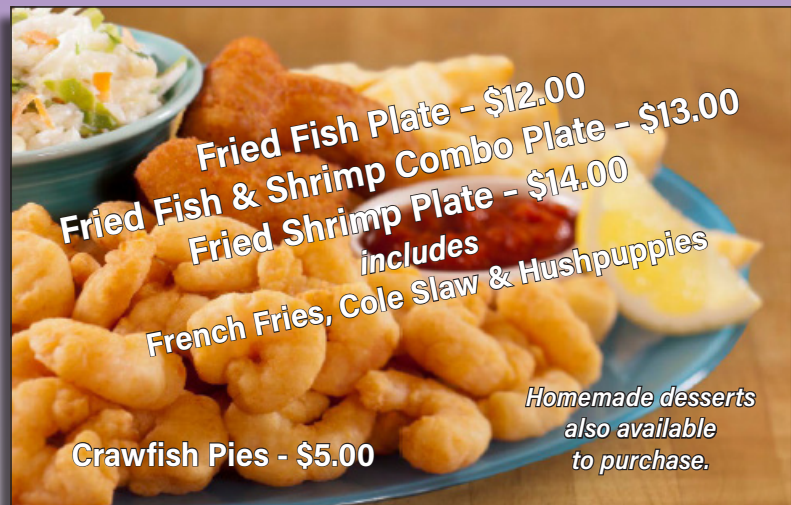 Fried Fish Plate – $12.00
Fried Fish & Shrimp Combo Plate – $13.00
Fried Shrimp Plate – $14.00
includes
French Fries, Cole Slaw & Hushpuppies
Homemade desserts
also available
to purchase.
Crawfish Pies - $5.00